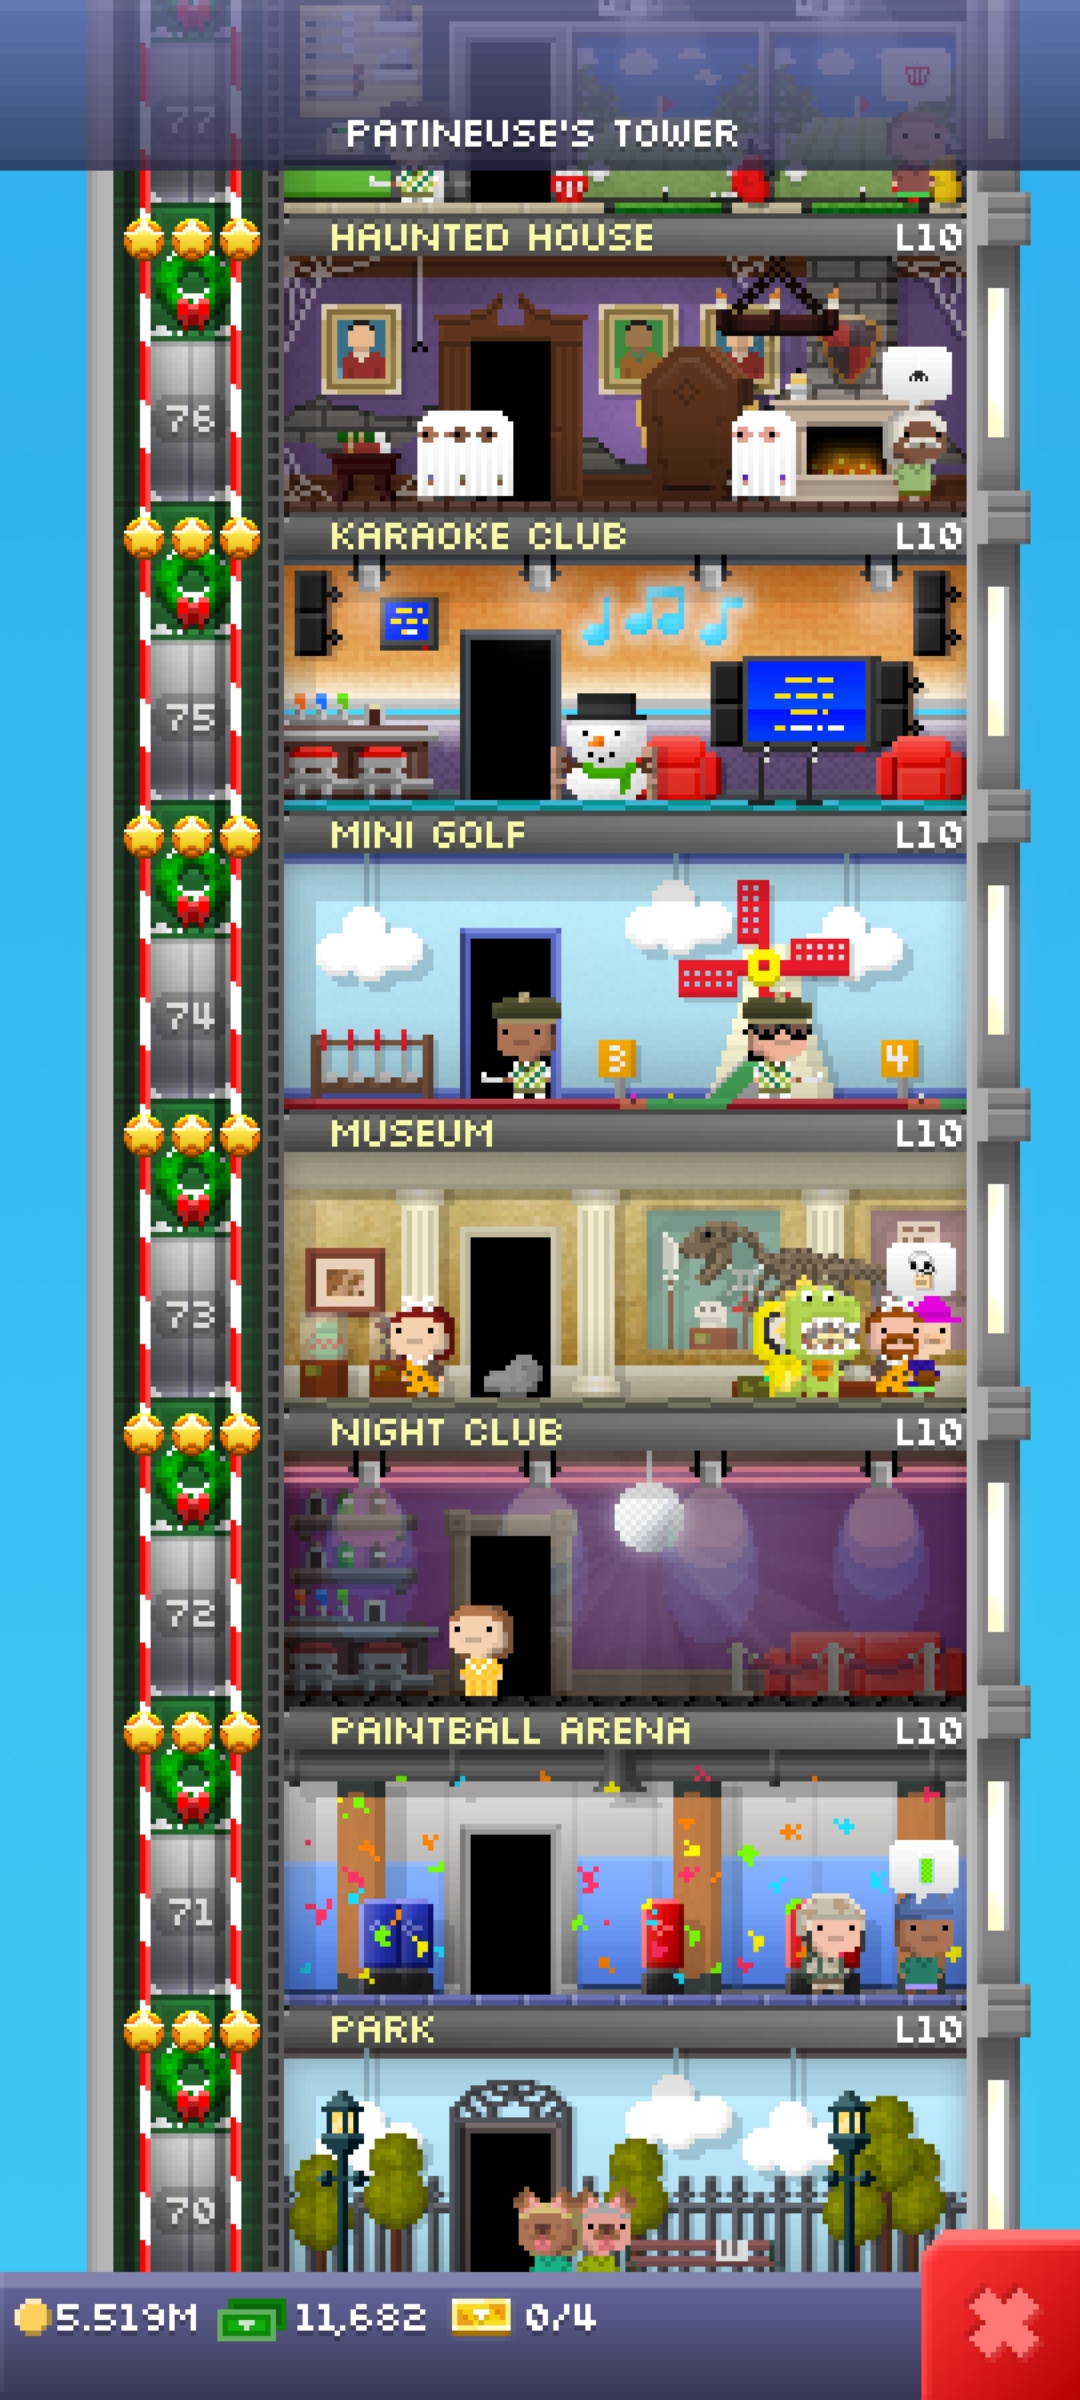 77
PATINEUSE'S TOWER
HAUNTED HOUSE L10
76
KARAOKE CLUB L10
75
MINI GOLF L10
74
3 4
MUSEUM L10
73
NIGHT CLUB L10
72
PAINTBALL ARENA L10
71
PARK L10
70
5.519M 11,682 0/4